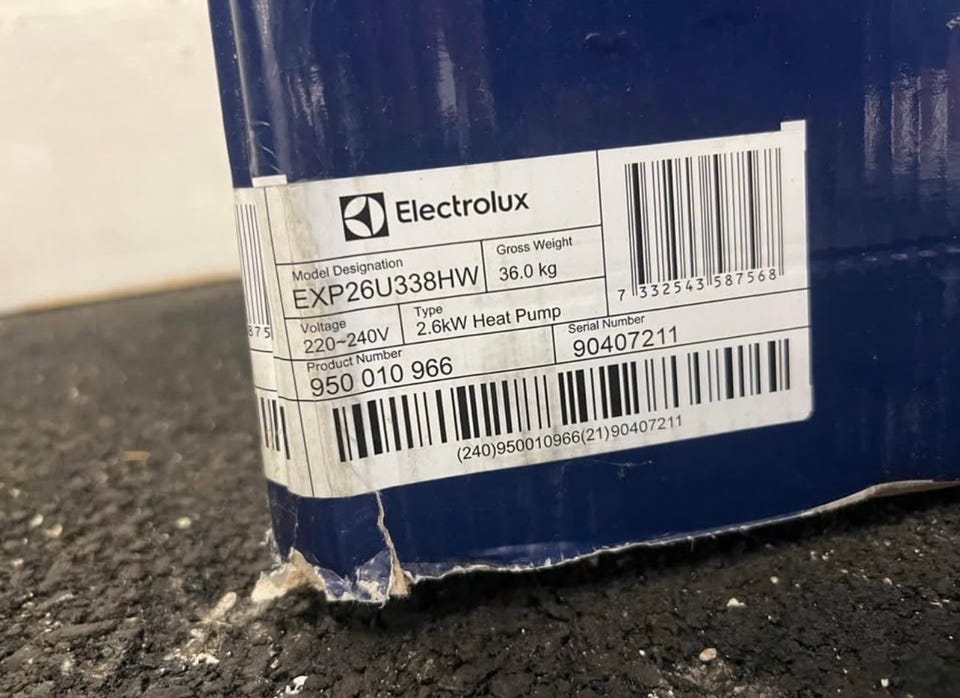 Electrolux
Model Designation
EXP26U338HW
Gross Weight
36.0 kg
7 332543 587568
Voltage
220~240V
Type
2.6kW Heat Pump
Product Number
950 010 966
Serial Number
90407211
(240)950010966(21)90407211
875